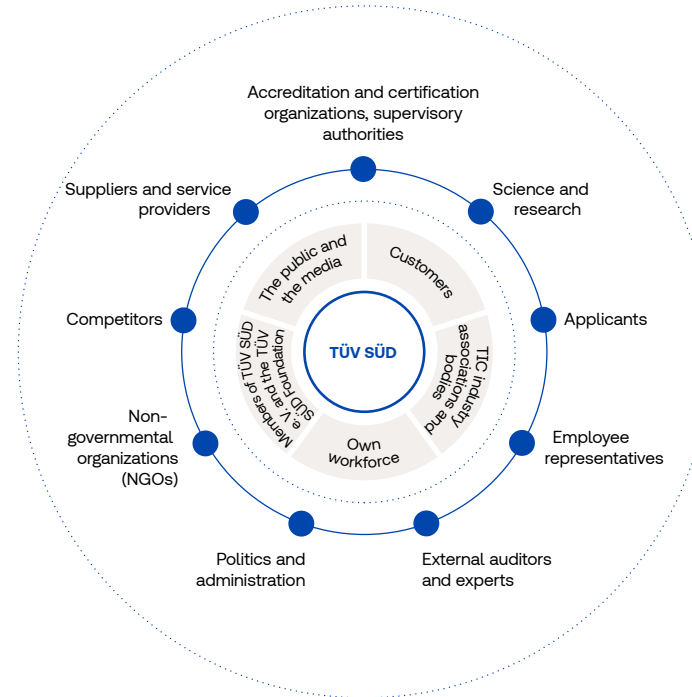 Accreditation and certification
organizations, supervisory
authorities
Suppliers and service
providers
Science and
research
The public and
the media
Customers
Competitors
Applicants
TÜV SÜD
Members of TÜV SÜD
e.V. and the TÜV
SÜD Foundation
TIC industry
associations and
bodies
Own
workforce
Non-
governmental
organizations
(NGOs)
Employee
representatives
Politics and
administration
External auditors
and experts